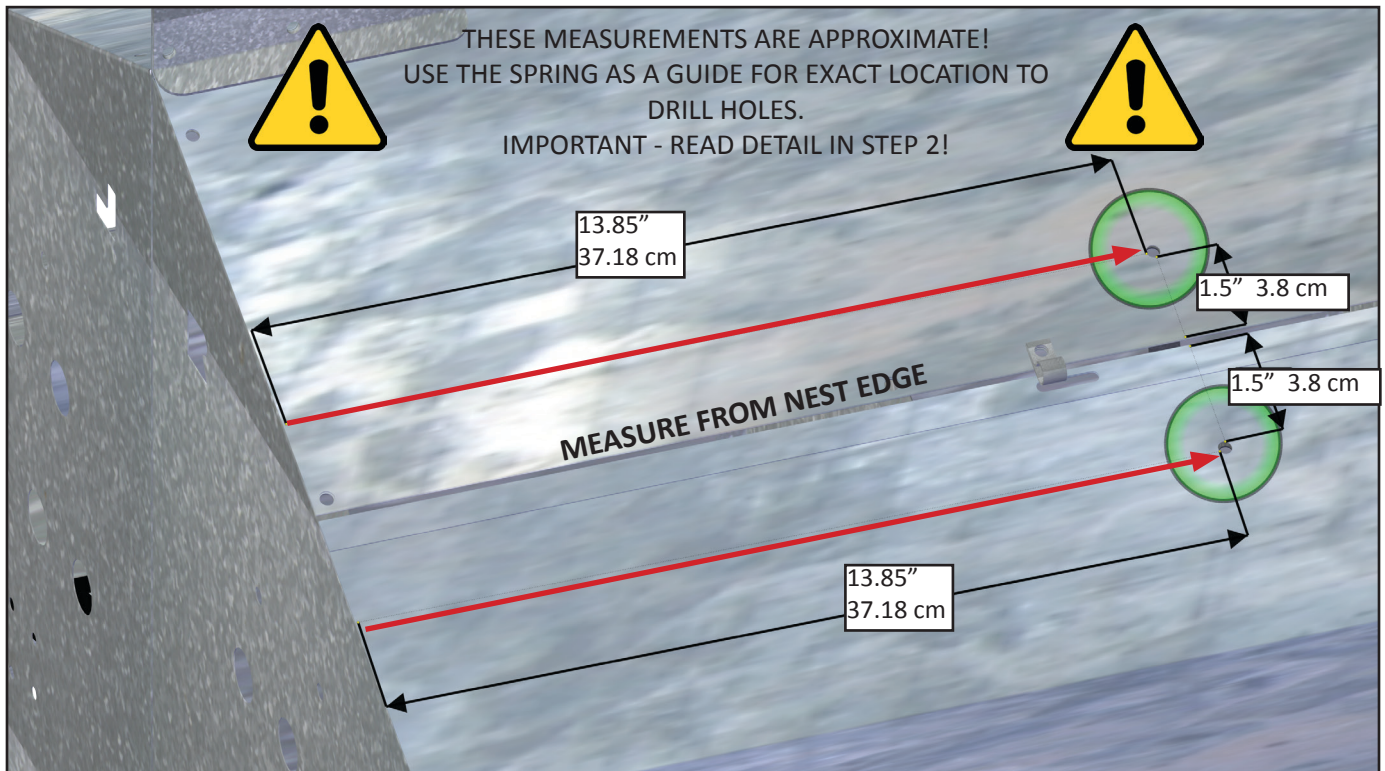 THESE MEASUREMENTS ARE APPROXIMATE!
USE THE SPRING AS A GUIDE FOR EXACT LOCATION TO
DRILL HOLES.
IMPORTANT - READ DETAIL IN STEP 2!
13.85”
37.18 cm
1.5” 3.8 cm
1.5” 3.8 cm
MEASURE FROM NEST EDGE
13.85”
37.18 cm